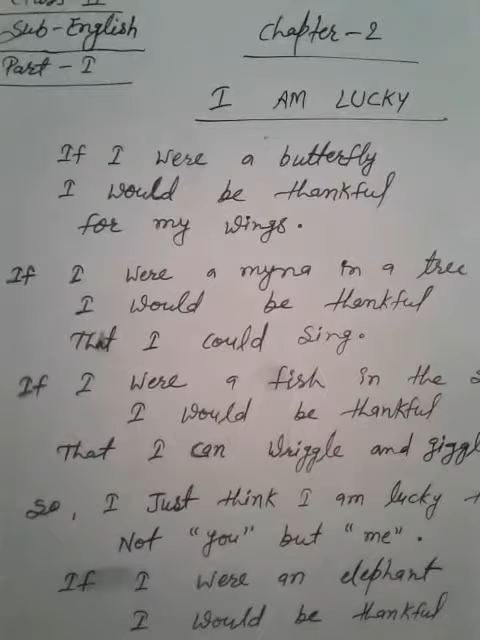 Sub-English
Part - I
Chapter-2
I AM LUCKY
If I were a butterfly
I would be thankful
for my wings.
If I were a myna in a tree
I would be thankful
That I could sing.
If I were a fish in the
I would be thankful
That I can wriggle and giggl
So, I Just think I am lucky
Not "you" but "me".
If I were an elephant
I would be thankful